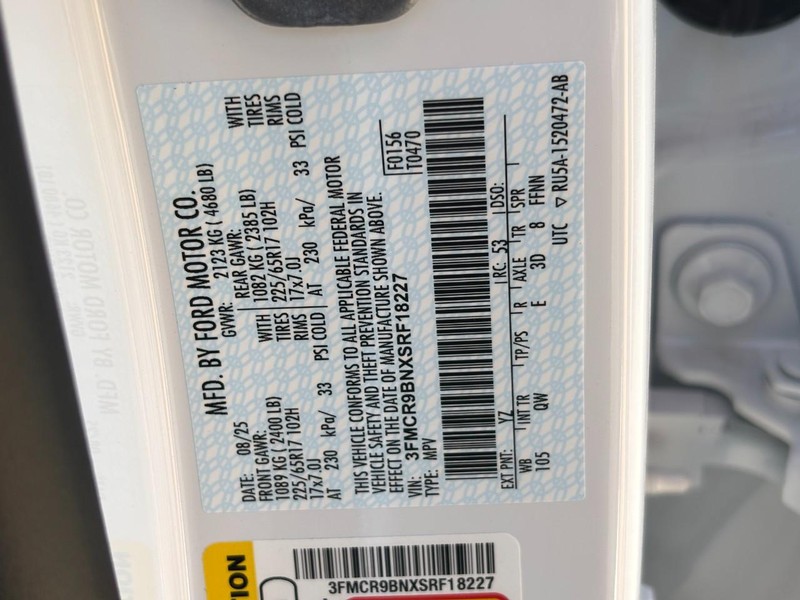 MFD. BY FORD MOTOR CO.
DATE: 08/25 GVWR: 2123 KG ( 4680 LB)
FRONT GAWR: REAR GAWR:
1089 KG ( 2400 LB) WITH 1082 KG ( 2385 LB) WITH
225/65R17 102H TIRES 225/65R17 102H TIRES
17x7.0J RIMS 17x7.0J RIMS
AT 230 kPa/ 33 PSI COLD AT 230 kPa/ 33 PSI COLD
THIS VEHICLE CONFORMS TO ALL APPLICABLE FEDERAL MOTOR
VEHICLE SAFETY AND THEFT PREVENTION STANDARDS IN
EFFECT ON THE DATE OF MANUFACTURE SHOWN ABOVE.
VIN: 3FMCR9BNXSRF18227 F0156
TYPE: MPV T0470
EXT PNT: YZ RC: 53 DSO:
WB INT TR TP/PS R AXLE TR SPR
105 QW E 3D 8 FFNN
UTC ▽ RU5A-1520472-AB
3FMCR9BNXSRF18227